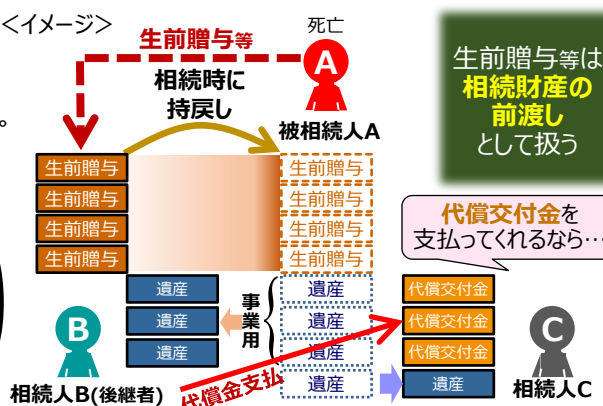 ＜イメージ＞
生前贈与等
死亡
A
相続時に
持戻し
。
被相続人A
生前贈与等は
相続財産の
前渡し
として扱う
生前贈与
生前贈与
生前贈与
生前贈与
生前贈与
生前贈与
生前贈与
生前贈与
代償交付金を
支払ってくれるなら…
遺産
遺産
遺産
事業用
遺産
遺産
遺産
遺産
代償交付金
代償交付金
代償交付金
遺産
B
相続人B(後継者)
代償金支払
C
相続人C